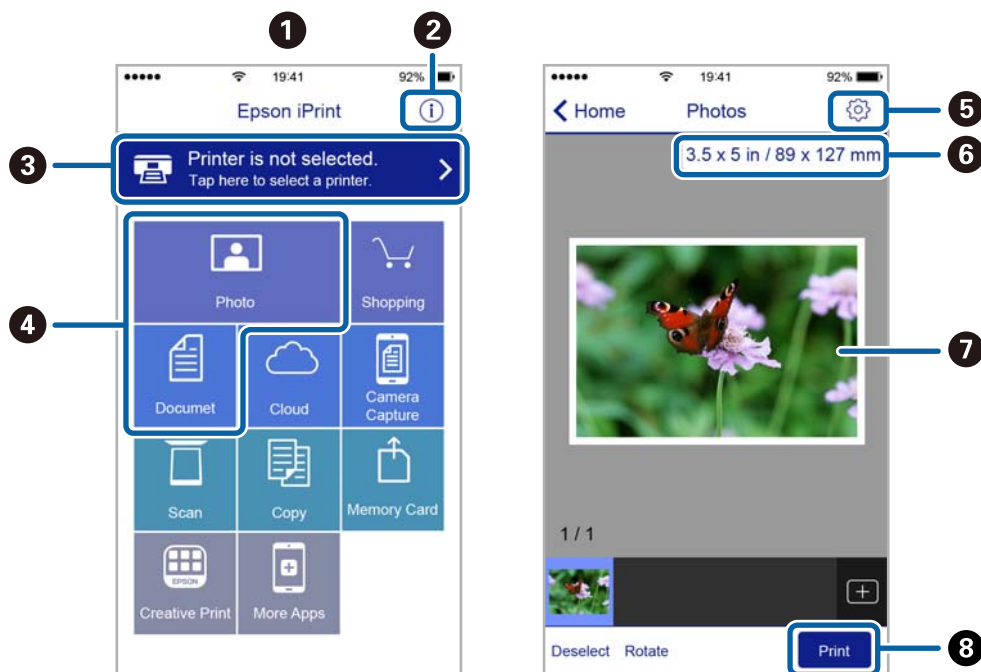 1
2
19:41
92%
Epson iPrint
i
3
Printer is not selected.
Tap here to select a printer.
4
Photo
Shopping
Documet
Cloud
Camera
Capture
Scan
Copy
Memory Card
EPSON
Creative Print
More Apps
19:41
92%
Home
Photos
5
3.5 x 5 in / 89 x 127 mm
6
7
1 / 1
Deselect
Rotate
Print
8